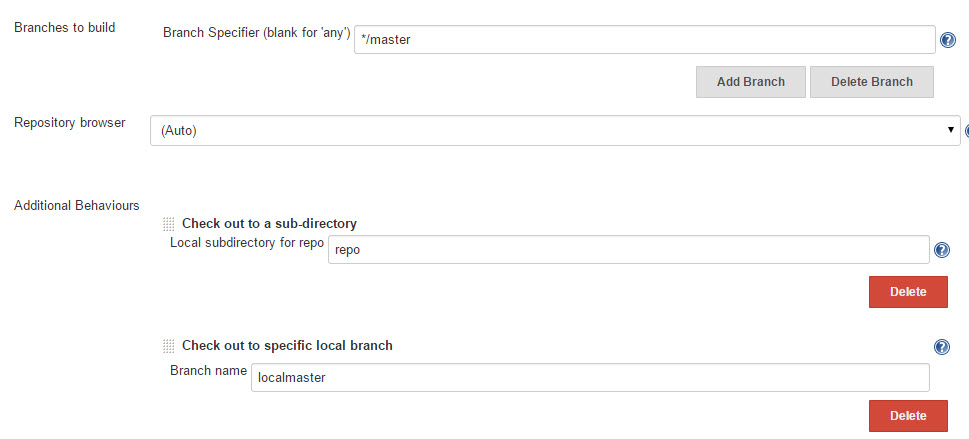 Branches to build
Branch Specifier (blank for 'any') */master
Add Branch Delete Branch
Repository browser (Auto)
Additional Behaviours
Check out to a sub-directory
Local subdirectory for repo repo
Delete
Check out to specific local branch
Branch name localmaster
Delete